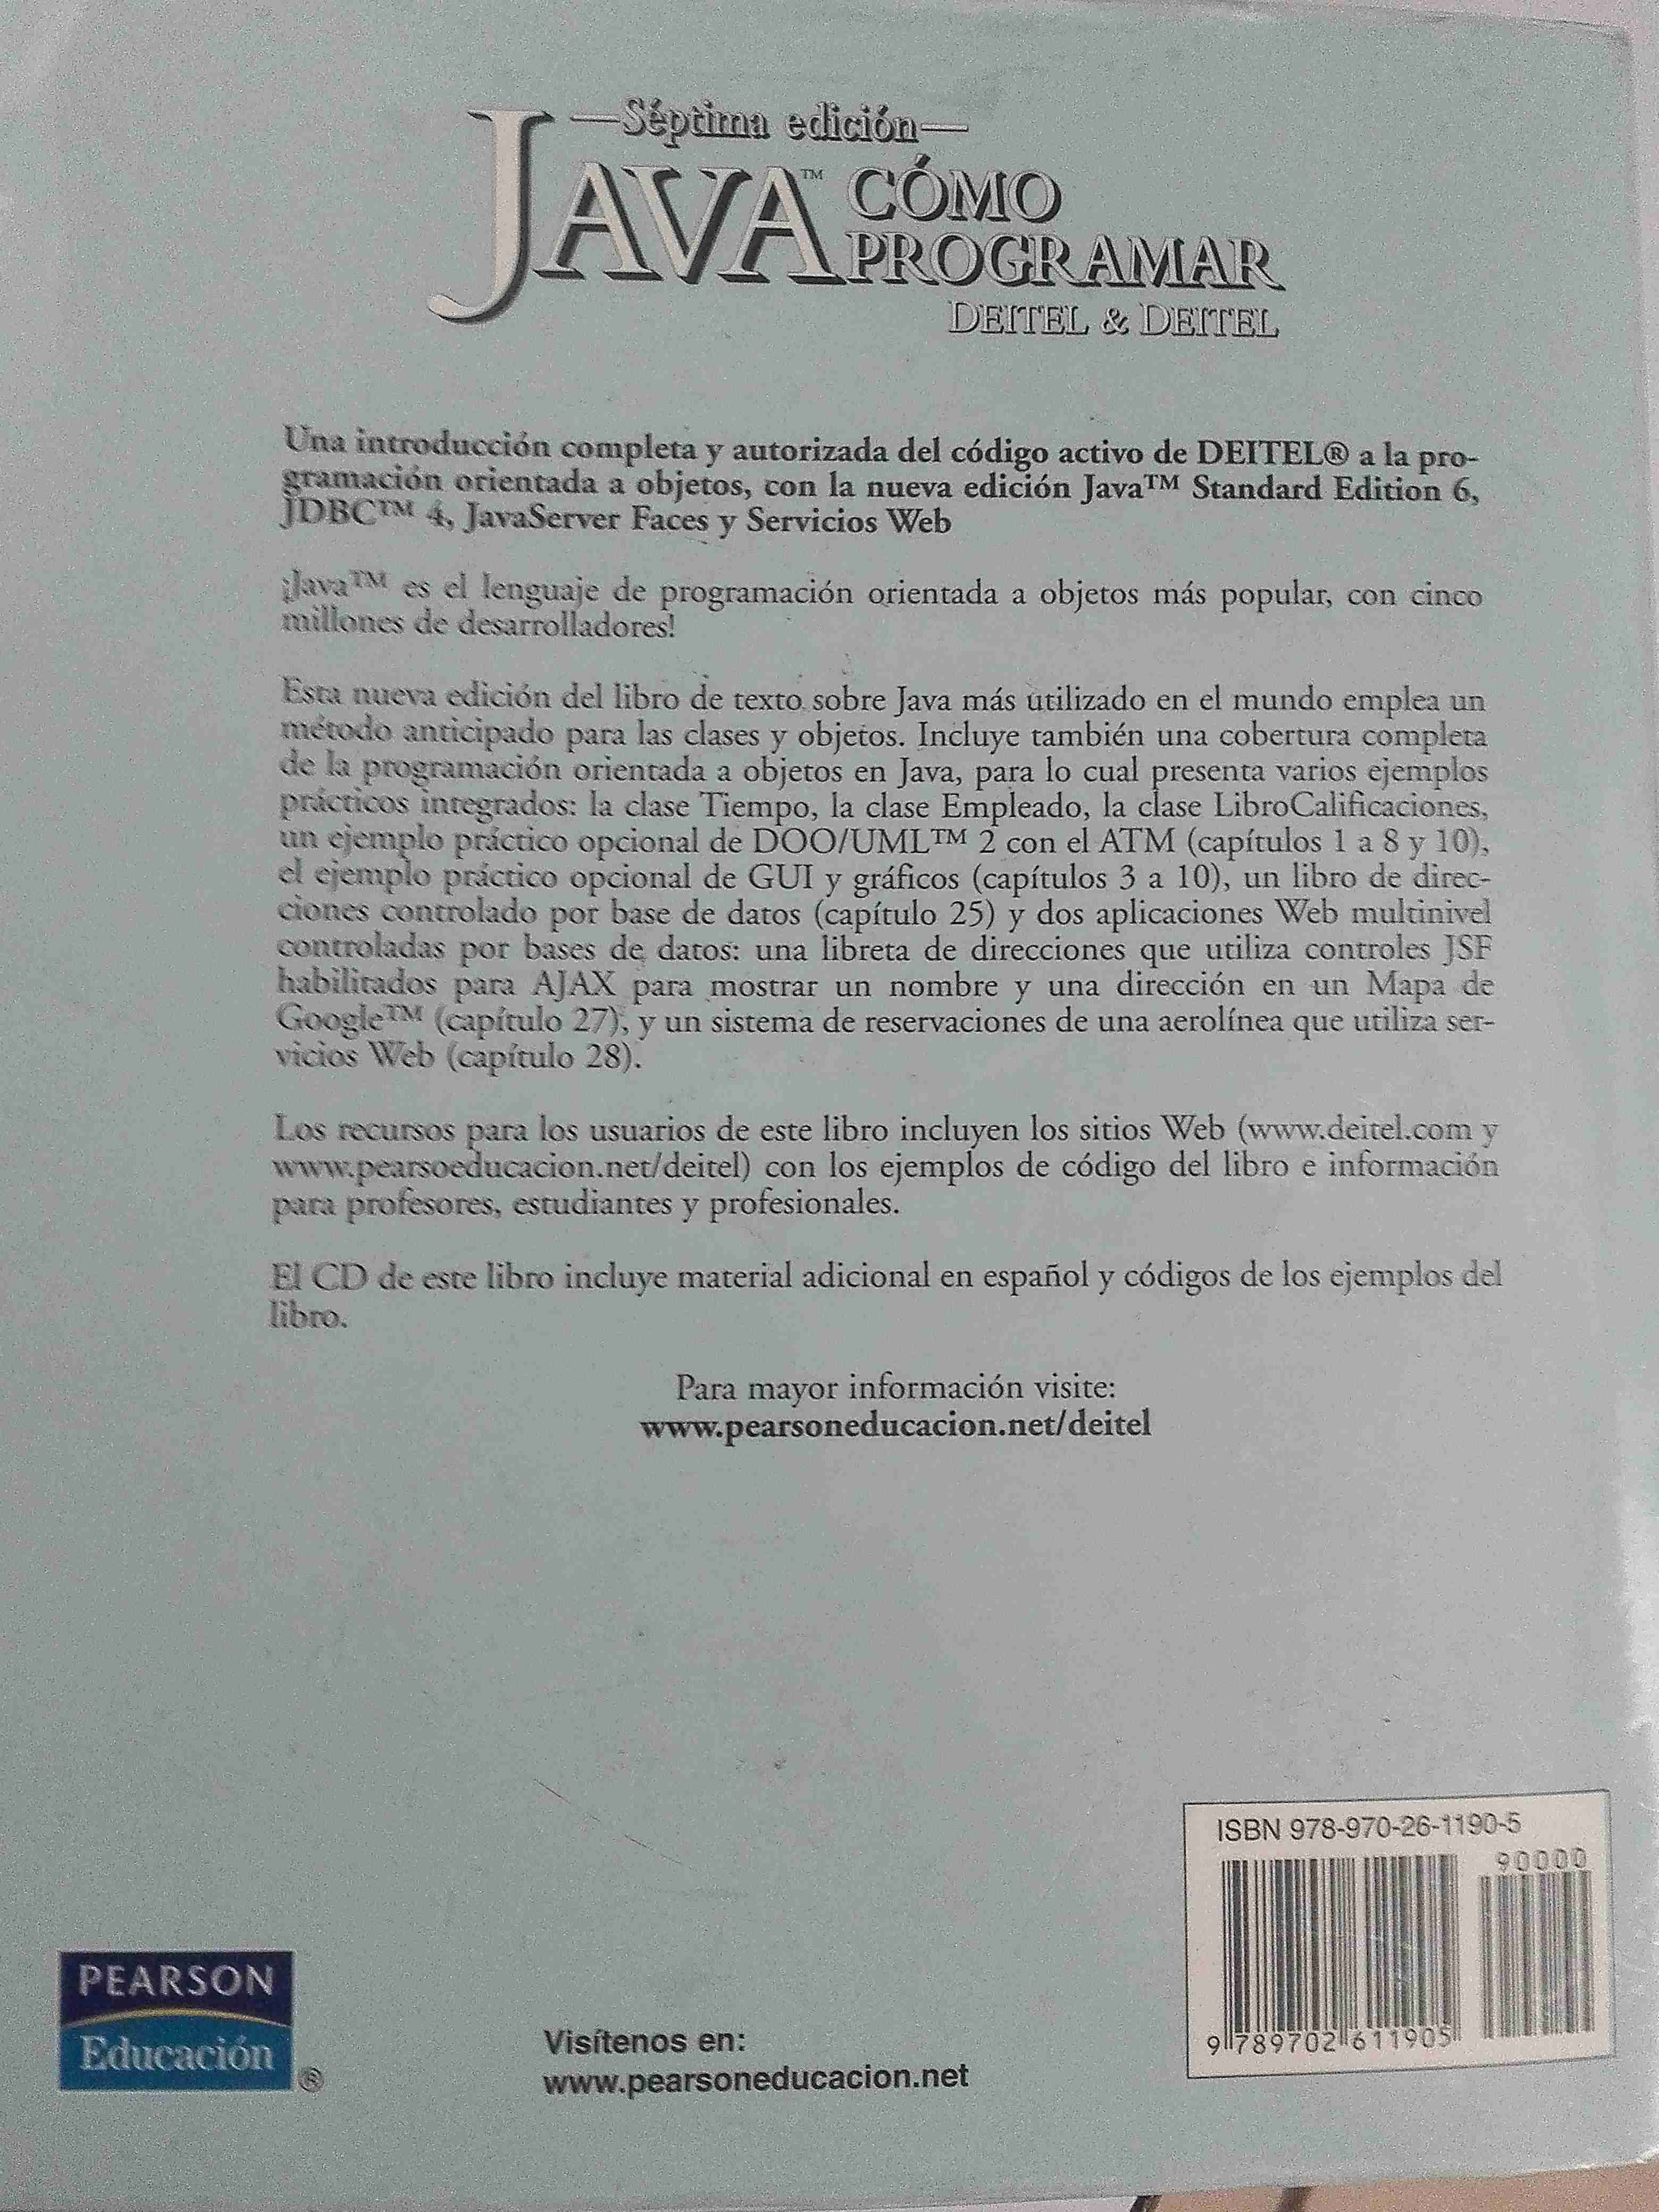 —Séptima edición—
JAVA™ CÓMO
PROGRAMAR
DEITEL & DEITEL
Una introducción completa y autorizada del código activo de DEITEL® a la pro-
gramación orientada a objetos, con la nueva edición Java™ Standard Edition 6,
JDBC™ 4, JavaServer Faces y Servicios Web
¡Java™ es el lenguaje de programación orientada a objetos más popular, con cinco
millones de desarrolladores!
Esta nueva edición del libro de texto sobre Java más utilizado en el mundo emplea un
método anticipado para las clases y objetos. Incluye también una cobertura completa
de la programación orientada a objetos en Java, para lo cual presenta varios ejemplos
prácticos integrados: la clase Tiempo, la clase Empleado, la clase LibroCalificaciones,
un ejemplo práctico opcional de DOO/UML™ 2 con el ATM (capítulos 1 a 8 y 10),
el ejemplo práctico opcional de GUI y gráficos (capítulos 3 a 10), un libro de direc-
ciones controlado por base de datos (capítulo 25) y dos aplicaciones Web multinivel
controladas por bases de datos: una libreta de direcciones que utiliza controles JSF
habilitados para AJAX para mostrar un nombre y una dirección en un Mapa de
Google™ (capítulo 27), y un sistema de reservaciones de una aerolínea que utiliza ser-
vicios Web (capítulo 28).
Los recursos para los usuarios de este libro incluyen los sitios Web (www.deitel.com y
www.pearsoeducacion.net/deitel) con los ejemplos de código del libro e información
para profesores, estudiantes y profesionales.
El CD de este libro incluye material adicional en español y códigos de los ejemplos del
libro.
Para mayor información visite:
www.pearsoneducacion.net/deitel
ISBN 978-970-26-1190-5
90000
9 789702 611905
PEARSON
Educación
®
Visítenos en:
www.pearsoneducacion.net